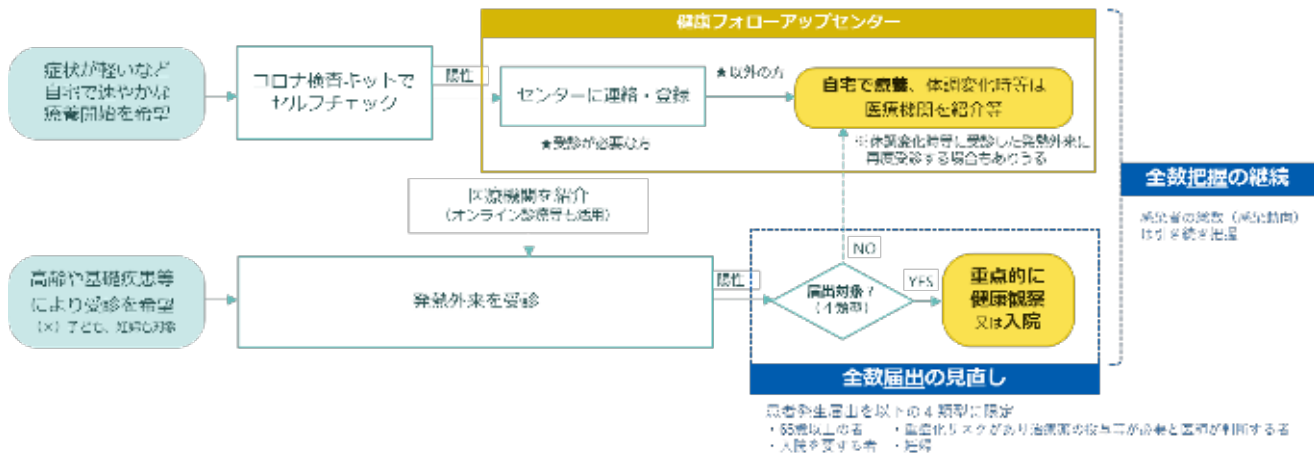 健康フォローアップセンター
症状が軽いなど
自宅で速やかな
療養開始を希望
コロナ検査キットで
セルフチェック
陽性
センターに連絡・登録
★以外の方
★受診が必要な方
自宅で療養、体調変化時等は
医療機関を紹介等
※体調変化時等に受診した発熱外来に
再度受診する場合もありうる
医療機関を紹介
（オンライン診療等も活用）
全数把握の継続
感染者の総数（感染動向）
は引き続き把握
高齢や基礎疾患等
により受診を希望
（※）子ども、妊婦も対象
発熱外来を受診
陽性
届出対象？
（4類型）
NO
YES
重点的に
健康観察
又は入院
全数届出の見直し
患者発生届出を以下の4類型に限定
・65歳以上の者　・重症化リスクがあり治療薬の投与等が必要と医師が判断する者
・入院を要する者　・妊婦